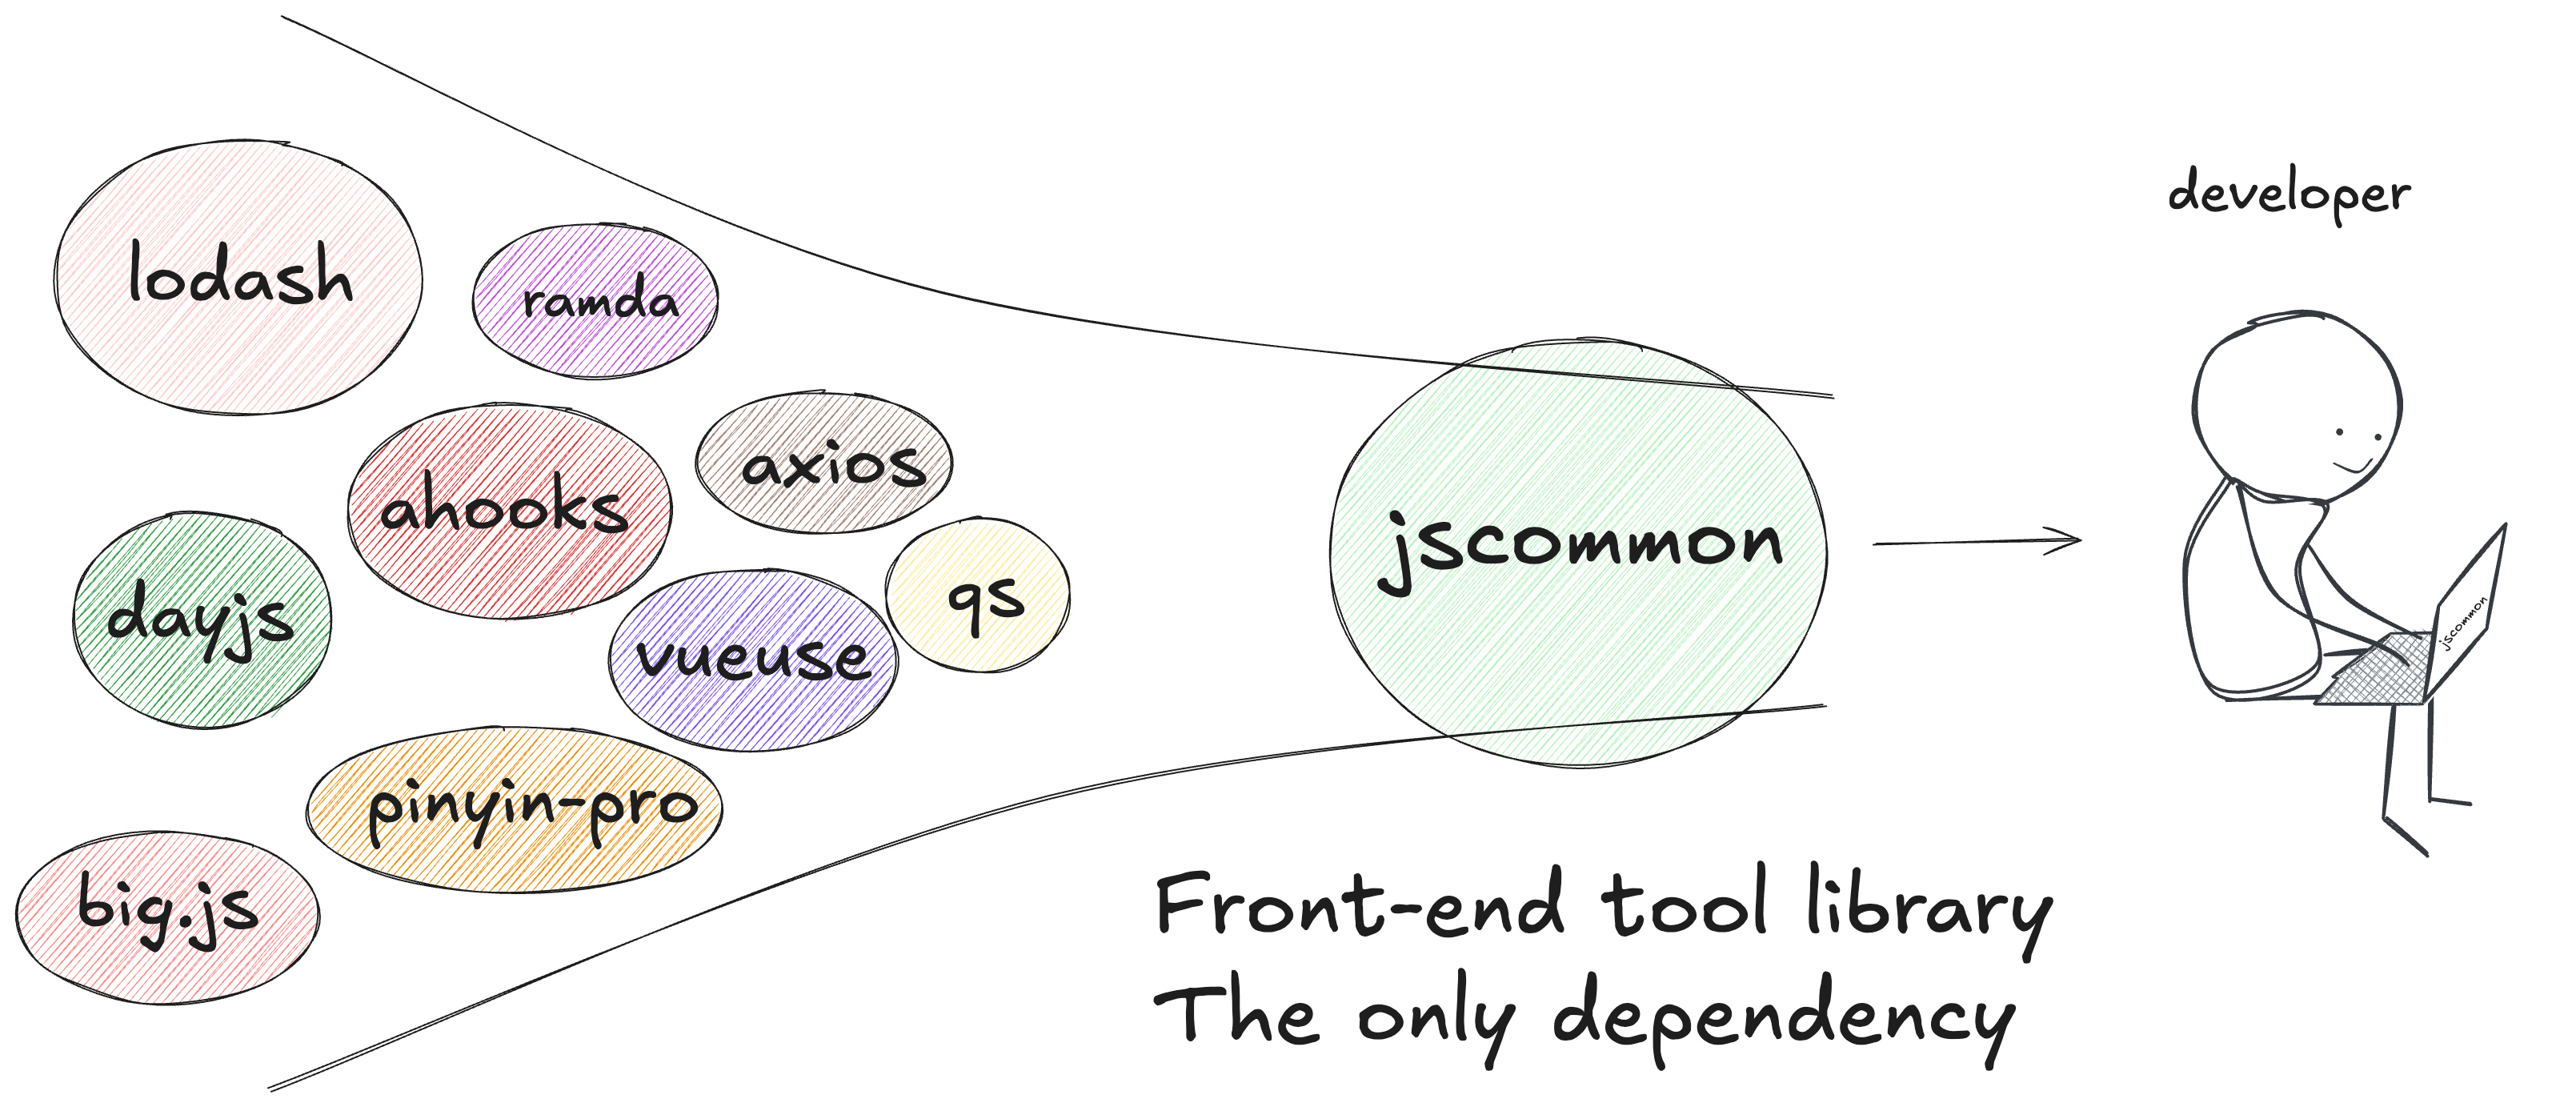 lodash
ramda
ahooks
axios
dayjs
vueuse
qs
pinyin-pro
big.js
jscommon
developer
jscommon
Front-end tool library
The only dependency